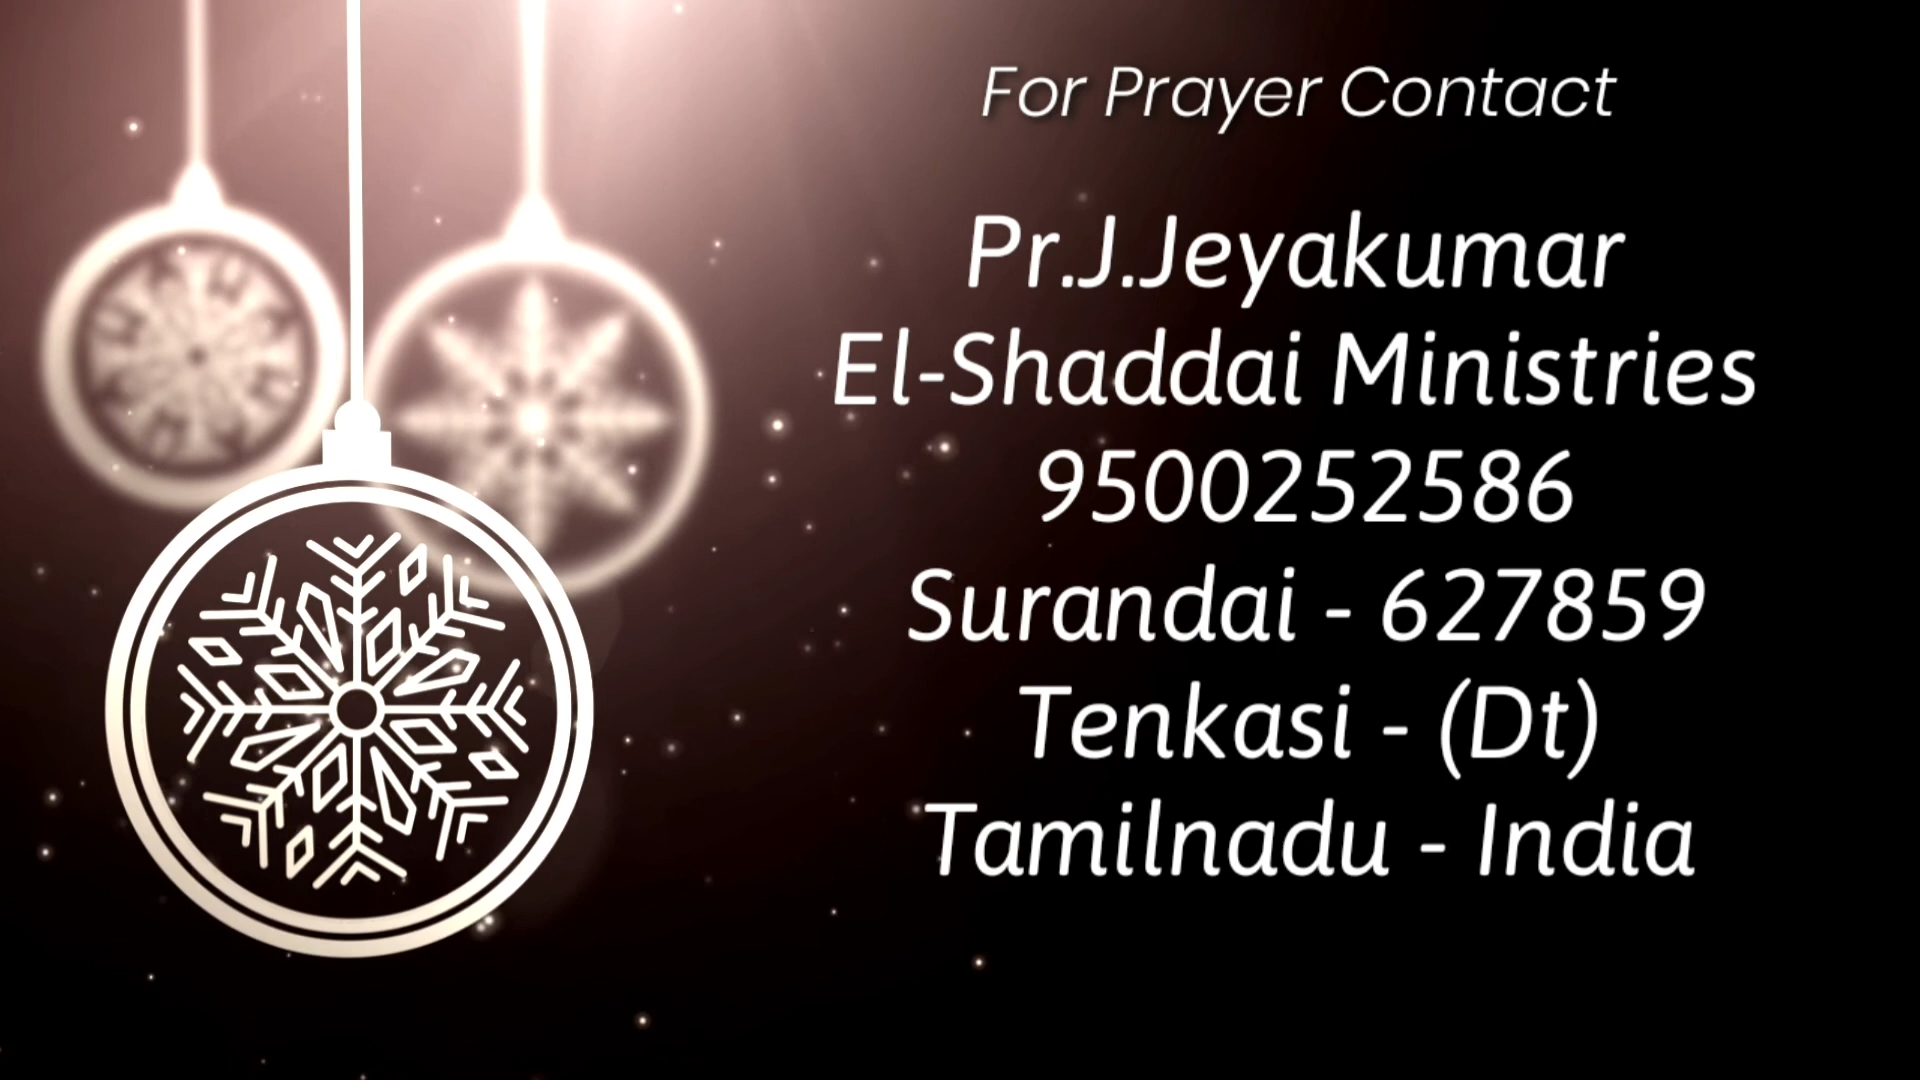 For Prayer Contact
Pr.J.Jeyakumar
El-Shaddai Ministries
9500252586
Surandai - 627859
Tenkasi - (Dt)
Tamilnadu - India